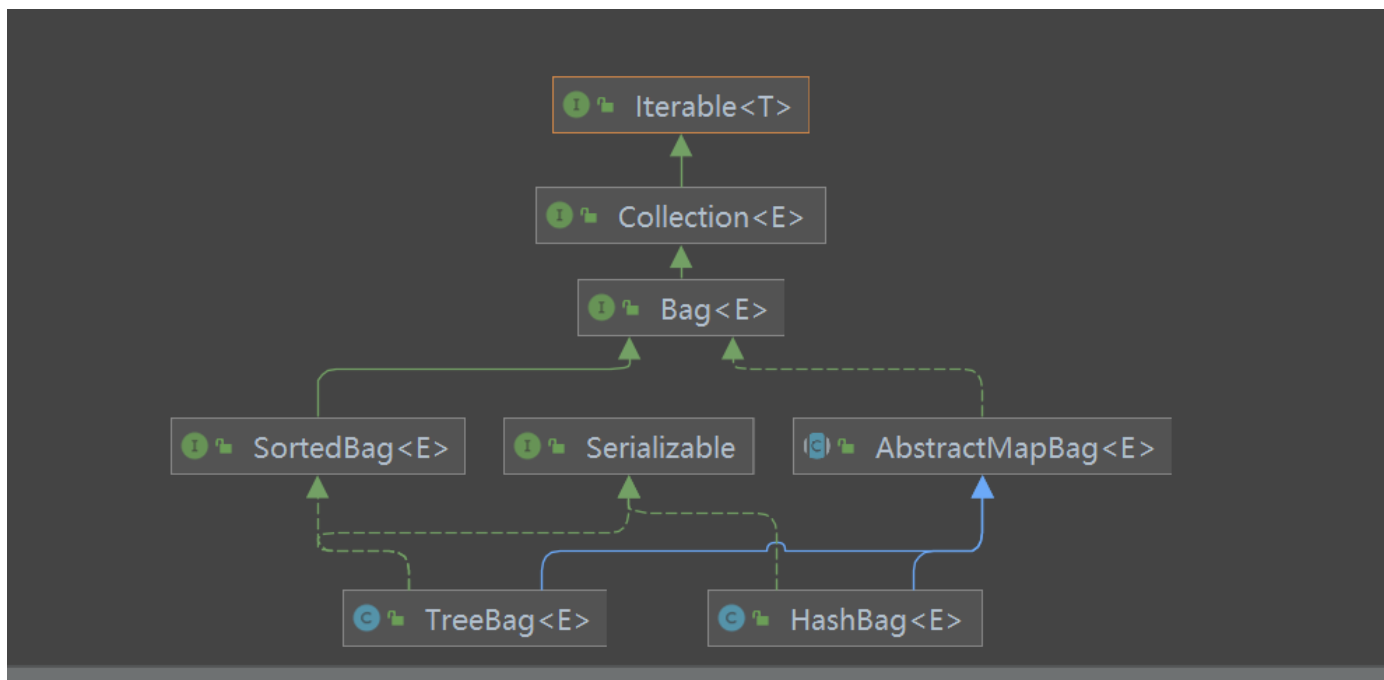 Iterable<T>
Collection<E>
Bag<E>
SortedBag<E>
Serializable
AbstractMapBag<E>
TreeBag<E>
HashBag<E>